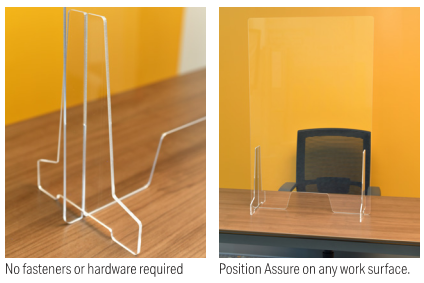 No fasteners or hardware required
Position Assure on any work surface.